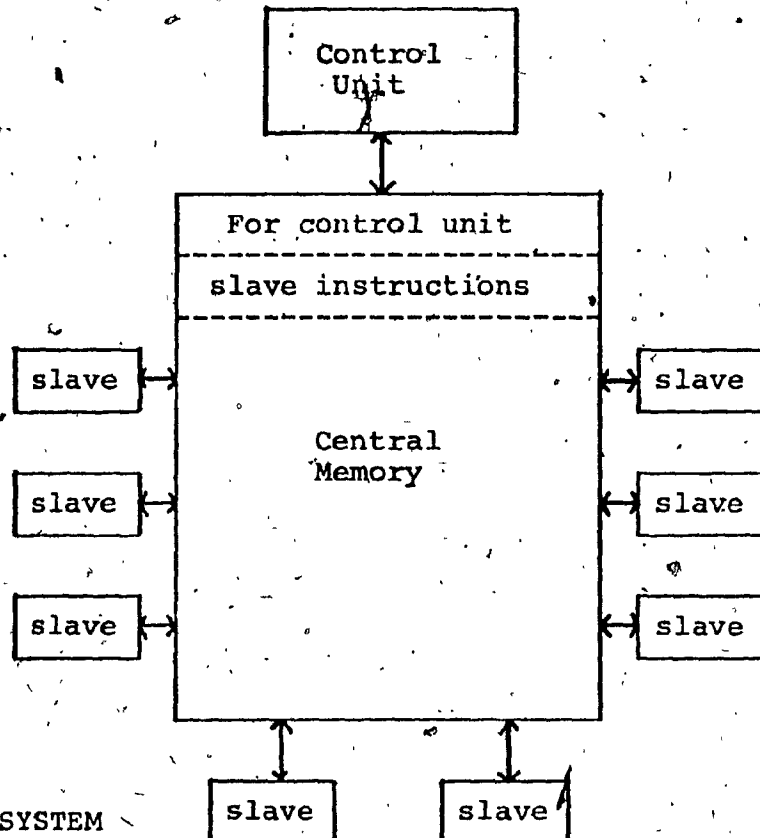 Control
Unit
For control unit
slave instructions
slave
slave
Central
Memory
slave
slave
slave
slave
slave
slave
SYSTEM